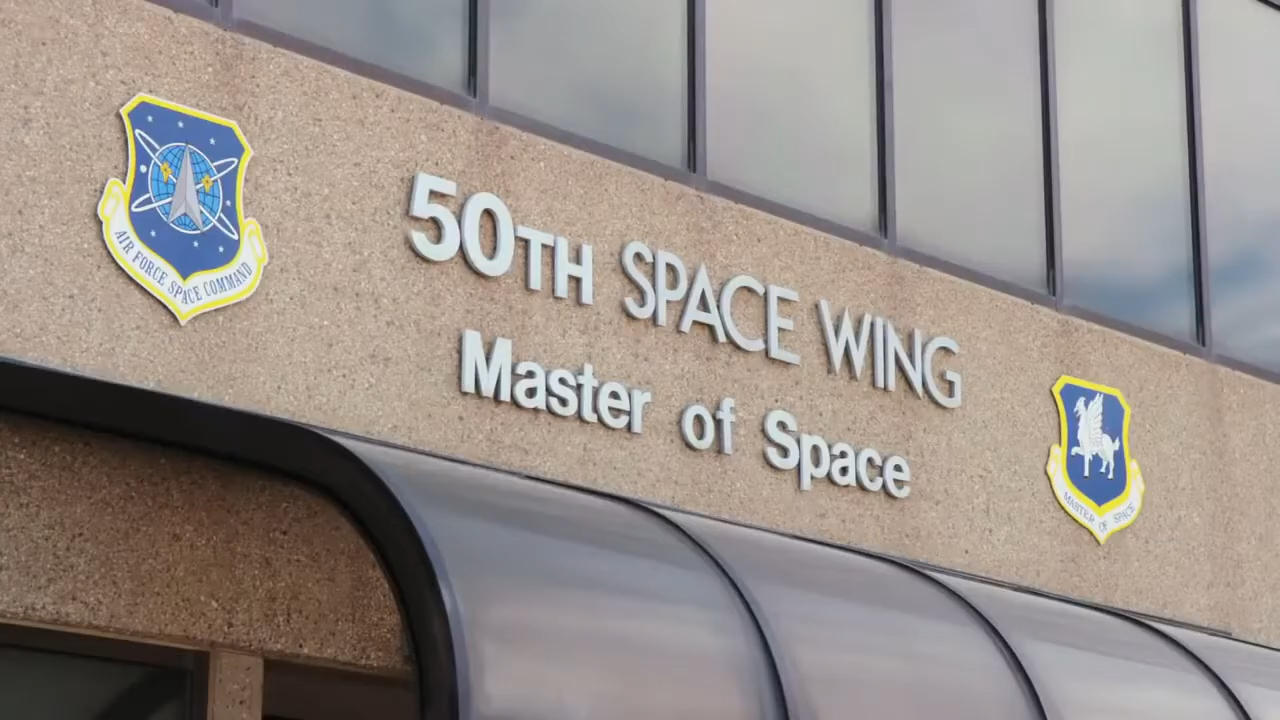 AIR FORCE SPACE COMMAND
50TH SPACE WING
Master of Space
MASTER OF SPACE